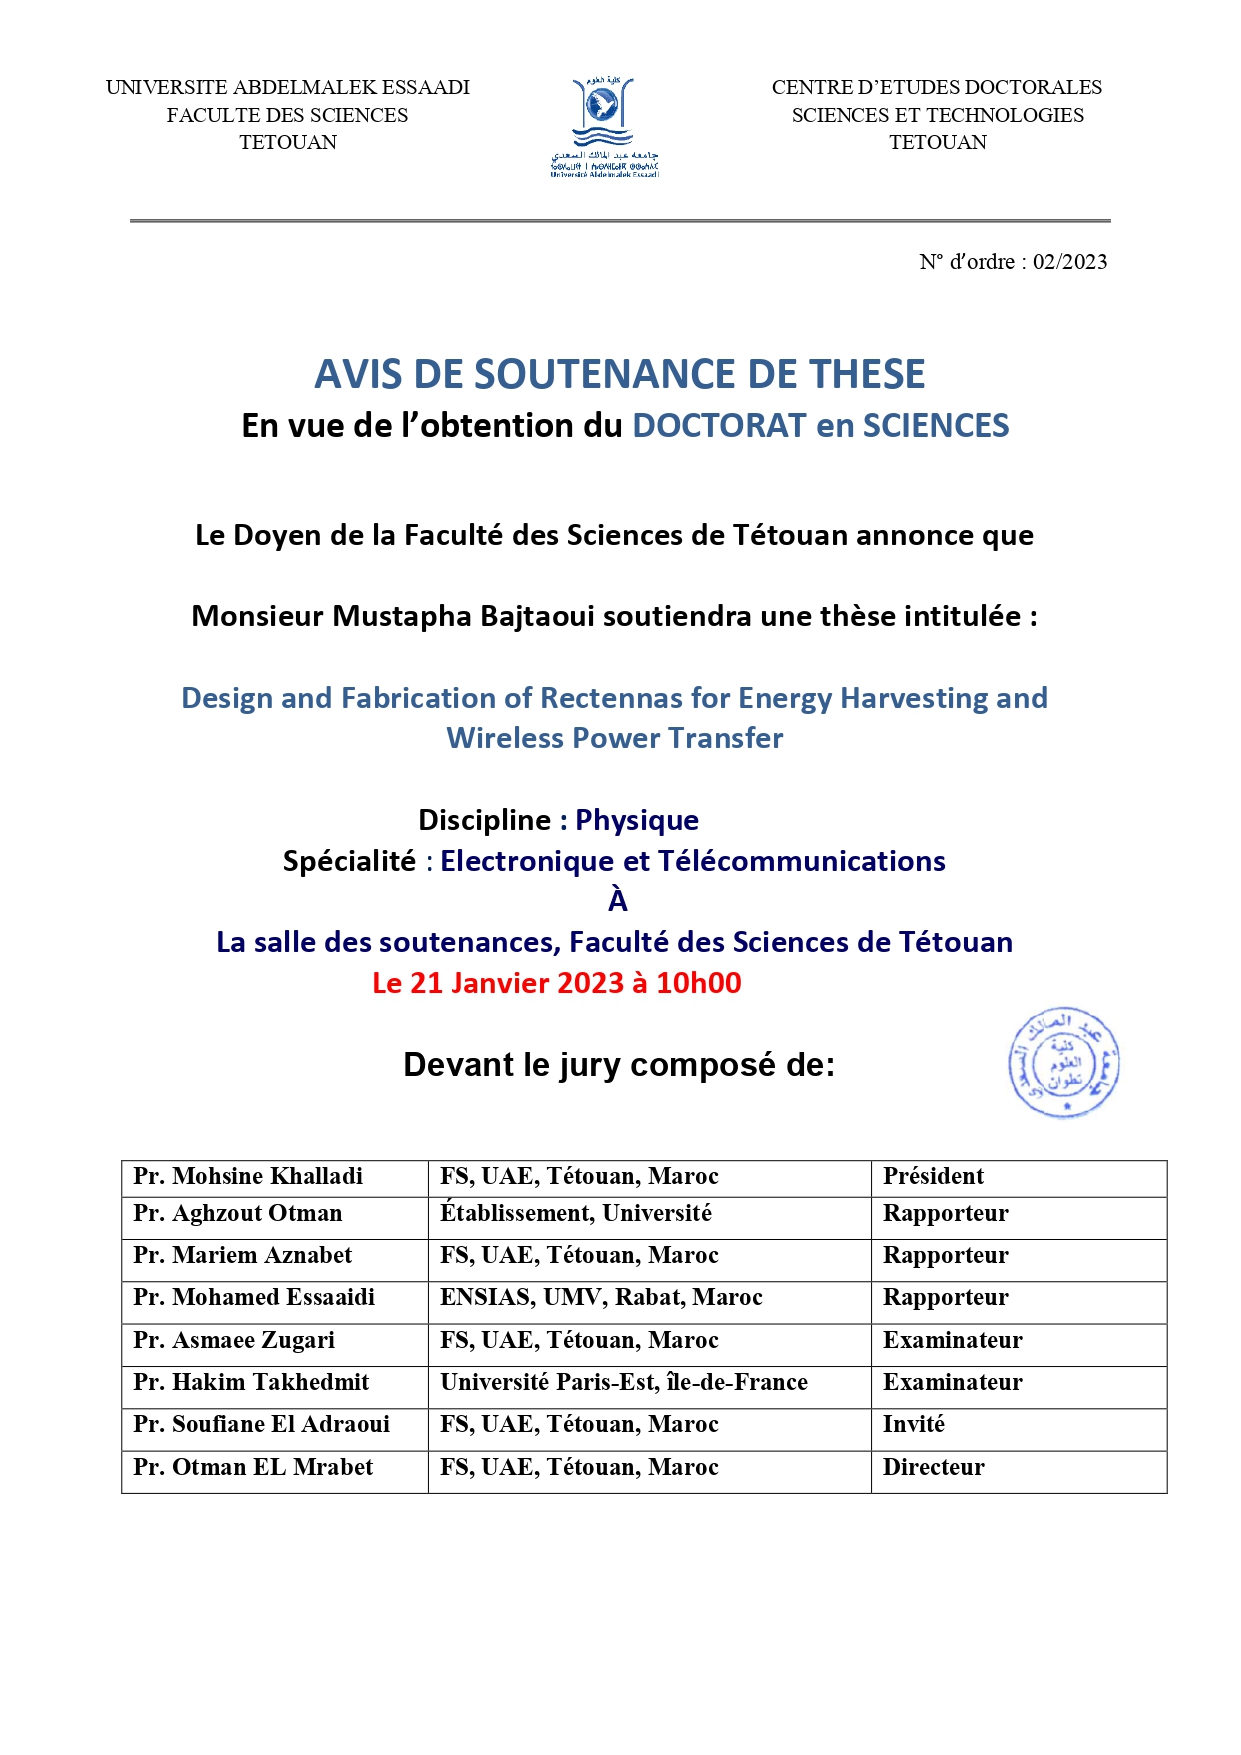 UNIVERSITE ABDELMALEK ESSAADI
FACULTE DES SCIENCES
TETOUAN
كلية العلوم
جامعة عبد المالك السعدي
Université Abdelmalek Essaadi
CENTRE D’ETUDES DOCTORALES
SCIENCES ET TECHNOLOGIES
TETOUAN
N° d’ordre : 02/2023
AVIS DE SOUTENANCE DE THESE
En vue de l’obtention du DOCTORAT en SCIENCES
Le Doyen de la Faculté des Sciences de Tétouan annonce que
Monsieur Mustapha Bajtaoui soutiendra une thèse intitulée :
Design and Fabrication of Rectennas for Energy Harvesting and
Wireless Power Transfer
Discipline : Physique
Spécialité : Electronique et Télécommunications
À
La salle des soutenances, Faculté des Sciences de Tétouan
Le 21 Janvier 2023 à 10h00
جامعة عبد المالك السعدي
كلية
العلوم
تطوان
Devant le jury composé de:
Pr. Mohsine Khalladi FS, UAE, Tétouan, Maroc Président
Pr. Aghzout Otman Établissement, Université Rapporteur
Pr. Mariem Aznabet FS, UAE, Tétouan, Maroc Rapporteur
Pr. Mohamed Essaaidi ENSIAS, UMV, Rabat, Maroc Rapporteur
Pr. Asmaee Zugari FS, UAE, Tétouan, Maroc Examinateur
Pr. Hakim Takhedmit Université Paris-Est, île-de-France Examinateur
Pr. Soufiane El Adraoui FS, UAE, Tétouan, Maroc Invité
Pr. Otman EL Mrabet FS, UAE, Tétouan, Maroc Directeur